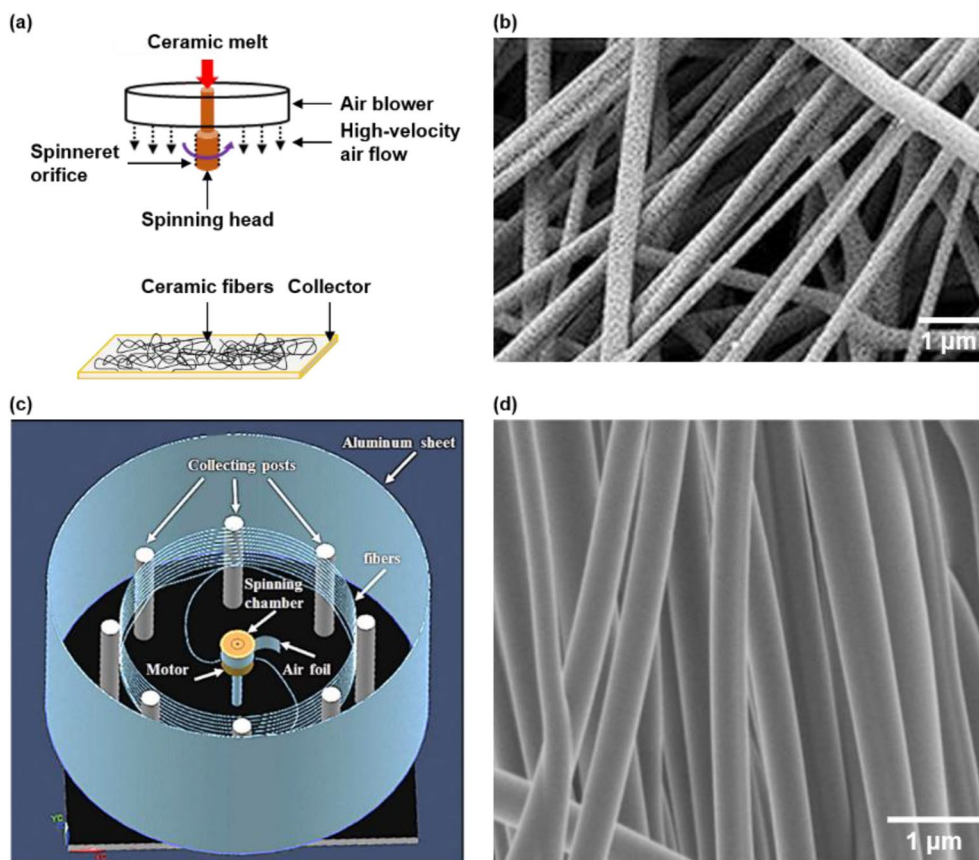 (a)
Ceramic melt
Air blower
High-velocity
air flow
Spinneret
orifice
Spinning head
Ceramic fibers
Collector
(b)
1 µm
(c)
Aluminum sheet
Collecting posts
fibers
Spinning
chamber
Motor
Air foil
(d)
1 µm